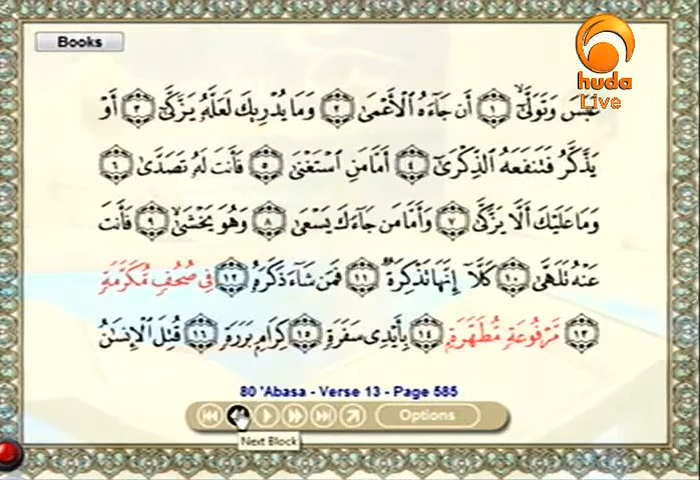 Books
huda
Live
عَبَسَ وَتَوَلَّىٰٓ ١ أَن جَآءَهُ ٱلْأَعْمَىٰ ٢ وَمَا يُدْرِيكَ لَعَلَّهُۥ يَزَّكَّىٰٓ ٣ أَوْ
يَذَّكَّرُ فَتَنفَعَهُ ٱلذِّكْرَىٰٓ ٤ أَمَّا مَنِ ٱسْتَغْنَىٰ ٥ فَأَنتَ لَهُۥ تَصَدَّىٰ ٦
وَمَا عَلَيْكَ أَلَّا يَزَّكَّىٰ ٧ وَأَمَّا مَن جَآءَكَ يَسْعَىٰ ٨ وَهُوَ يَخْشَىٰ ٩ فَأَنتَ
عَنْهُ تَلَهَّىٰ ١٠ كَلَّآ إِنَّهَا تَذْكِرَةٌ ١١ فَمَن شَآءَ ذَكَرَهُۥ ١٢ فِى صُحُفٍ مُّكَرَّمَةٍ
١٣ مَّرْفُوعَةٍ مُّطَهَّرَةٍۭ ١٤ بِأَيْدِى سَفَرَةٍ ١٥ كِرَامٍۭ بَرَرَةٍ ١٦ قُتِلَ ٱلْإِنسَٰنُ
80 'Abasa - Verse 13 - Page 585
Options
Next Block